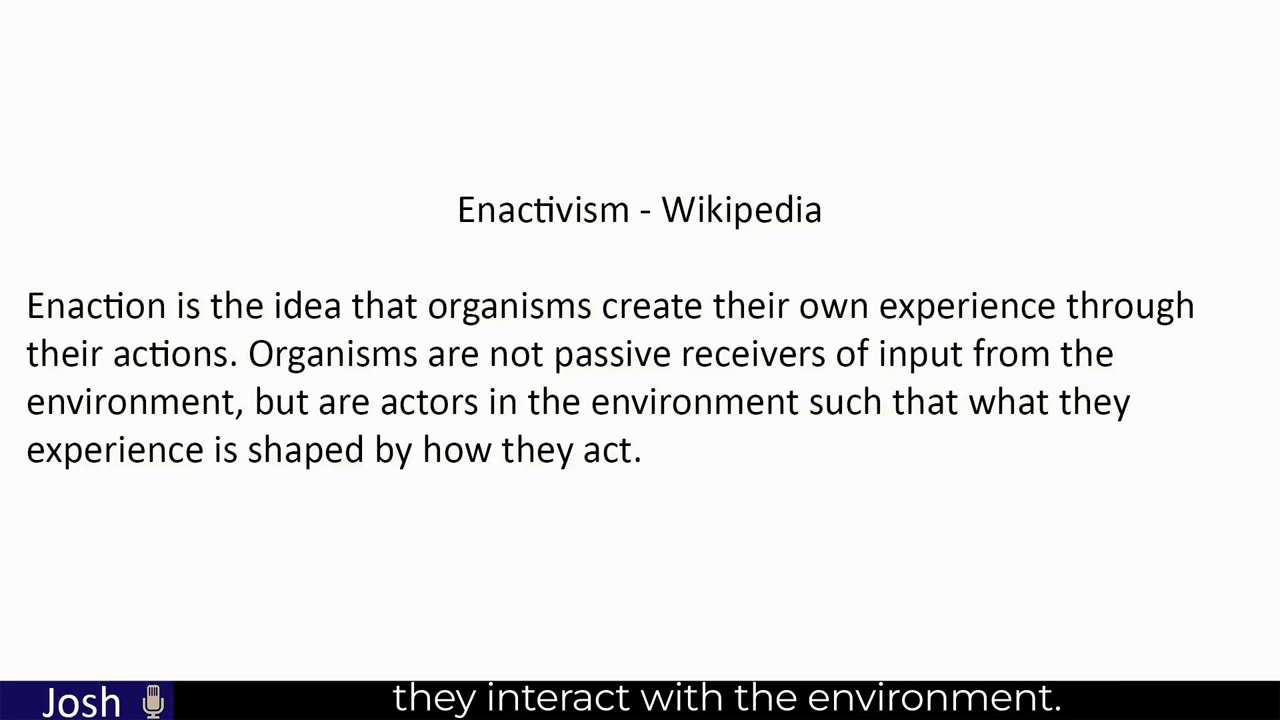 Enactivism - Wikipedia
Enaction is the idea that organisms create their own experience through
their actions. Organisms are not passive receivers of input from the
environment, but are actors in the environment such that what they
experience is shaped by how they act.
Josh
they interact with the environment.